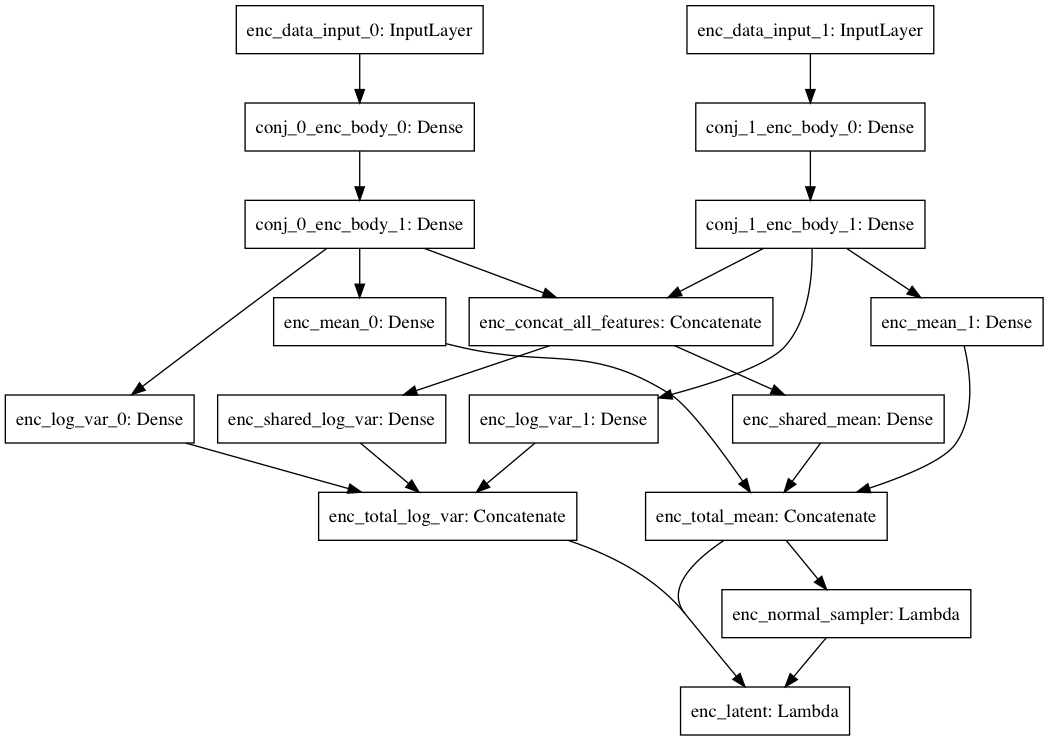 enc_data_input_0: InputLayer
enc_data_input_1: InputLayer
conj_0_enc_body_0: Dense
conj_1_enc_body_0: Dense
conj_0_enc_body_1: Dense
conj_1_enc_body_1: Dense
enc_mean_0: Dense
enc_concat_all_features: Concatenate
enc_mean_1: Dense
enc_log_var_0: Dense
enc_shared_log_var: Dense
enc_log_var_1: Dense
enc_shared_mean: Dense
enc_total_log_var: Concatenate
enc_total_mean: Concatenate
enc_normal_sampler: Lambda
enc_latent: Lambda